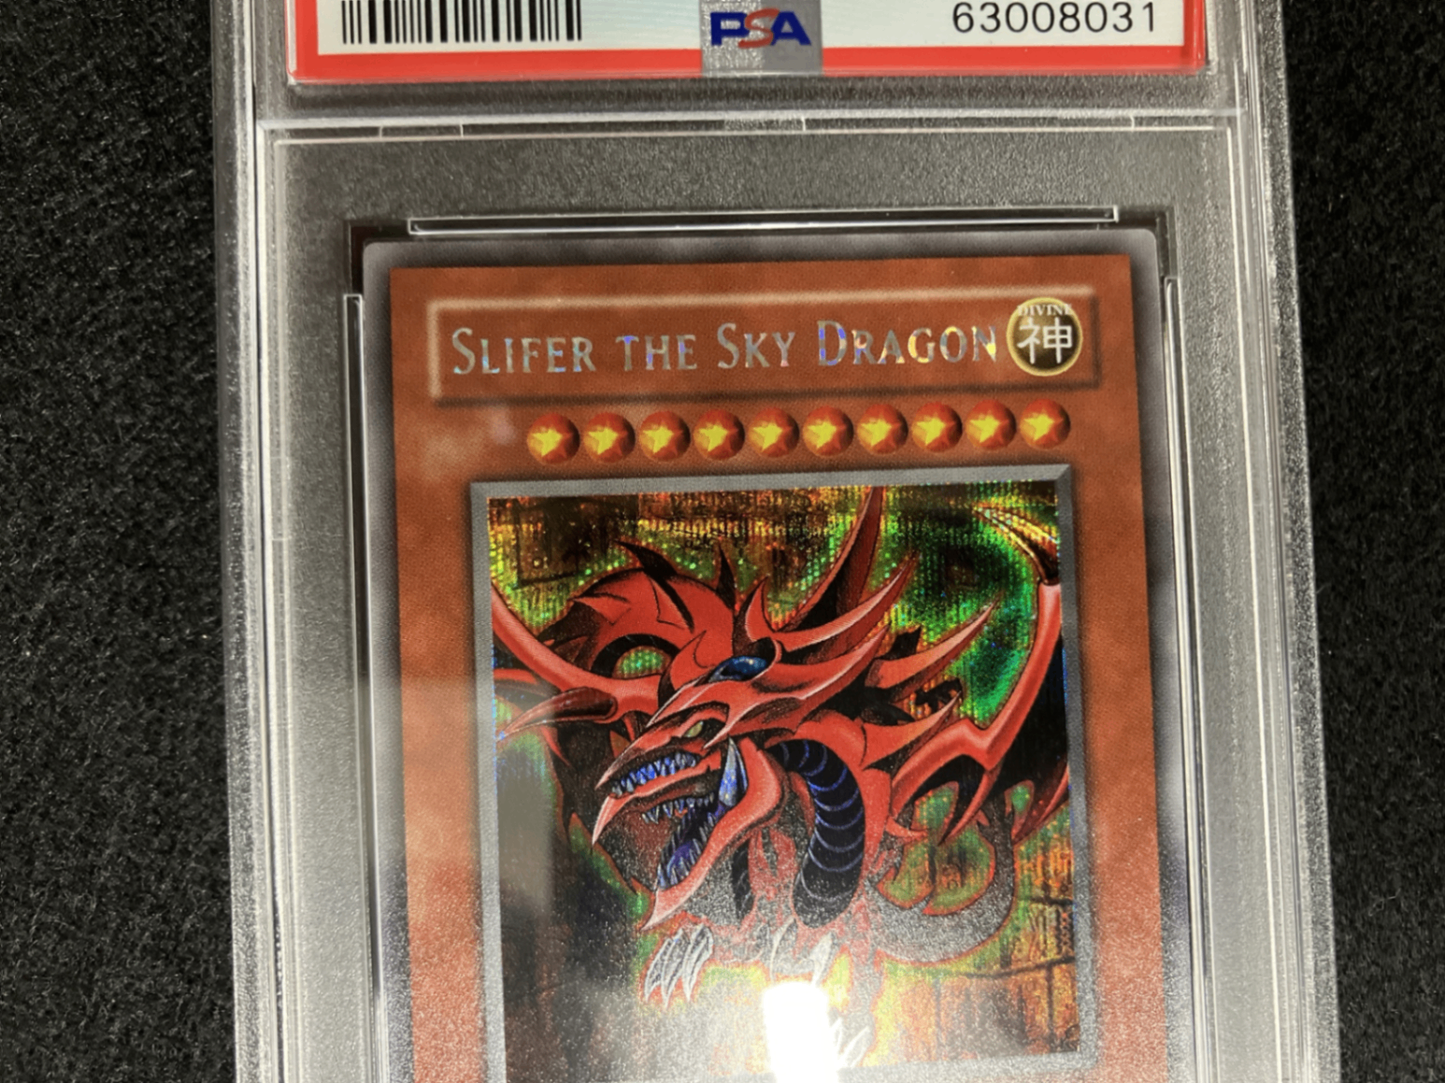 PSA
63008031
SLIFER THE SKY DRAGON
DIVINE
神